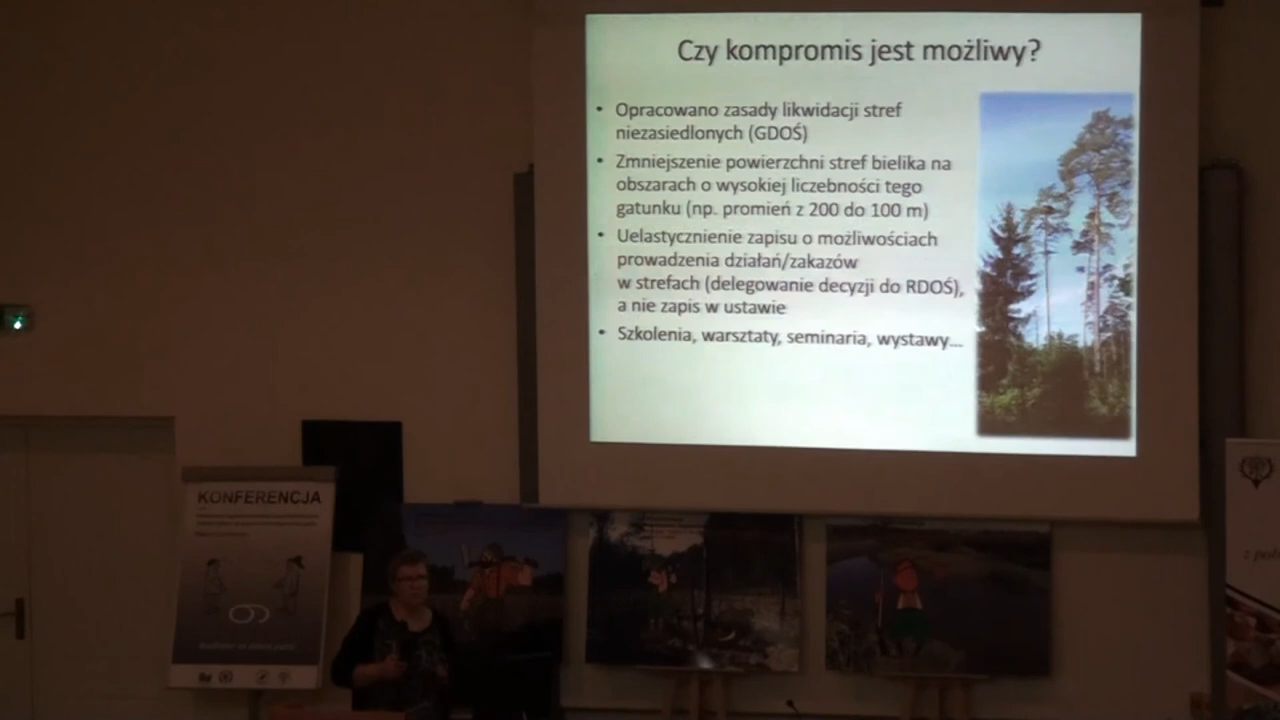 Czy kompromis jest możliwy?
• Opracowano zasady likwidacji stref
niezasiedlonych (GDOŚ)
• Zmniejszenie powierzchni stref bielika na
obszarach o wysokiej liczebności tego
gatunku (np. promień z 200 do 100 m)
• Uelastycznienie zapisu o możliwościach
prowadzenia działań/zakazów
w strefach (delegowanie decyzji do RDOŚ),
a nie zapis w ustawie
• Szkolenia, warsztaty, seminaria, wystawy...
KONFERENCJA